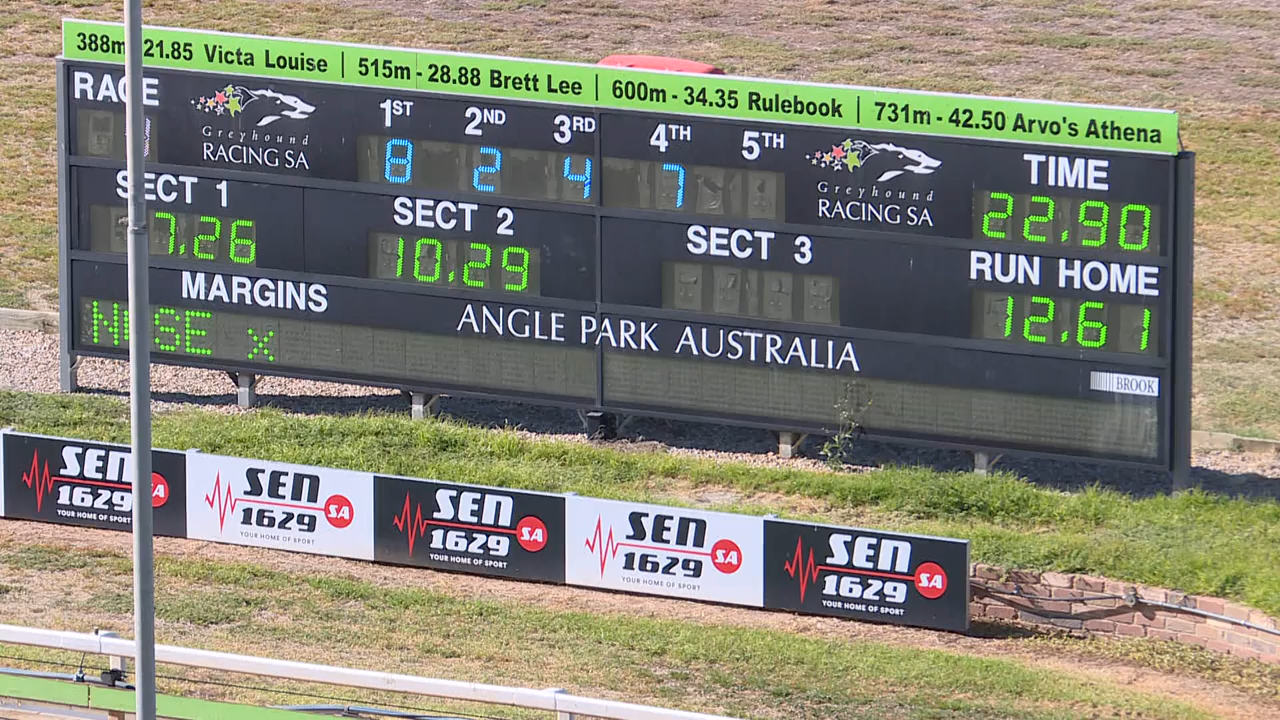 388m 21.85 Victa Louise | 515m - 28.88 Brett Lee | 600m - 34.35 Rulebook | 731m - 42.50 Arvo's Athena
RACE
Greyhound
RACING SA
1ST 2ND 3RD 4TH 5TH
8 2 4 7
Greyhound
RACING SA
TIME
22.90
SECT 1
7.26
SECT 2
10.29
SECT 3
RUN HOME
12.61
MARGINS
x
ANGLE PARK AUSTRALIA
BROOK
SEN
1629 SA
YOUR HOME OF SPORT
SEN
1629 SA
YOUR HOME OF SPORT
SEN
1629 SA
YOUR HOME OF SPORT
SEN
1629 SA
YOUR HOME OF SPORT
SEN
1629 SA
YOUR HOME OF SPORT